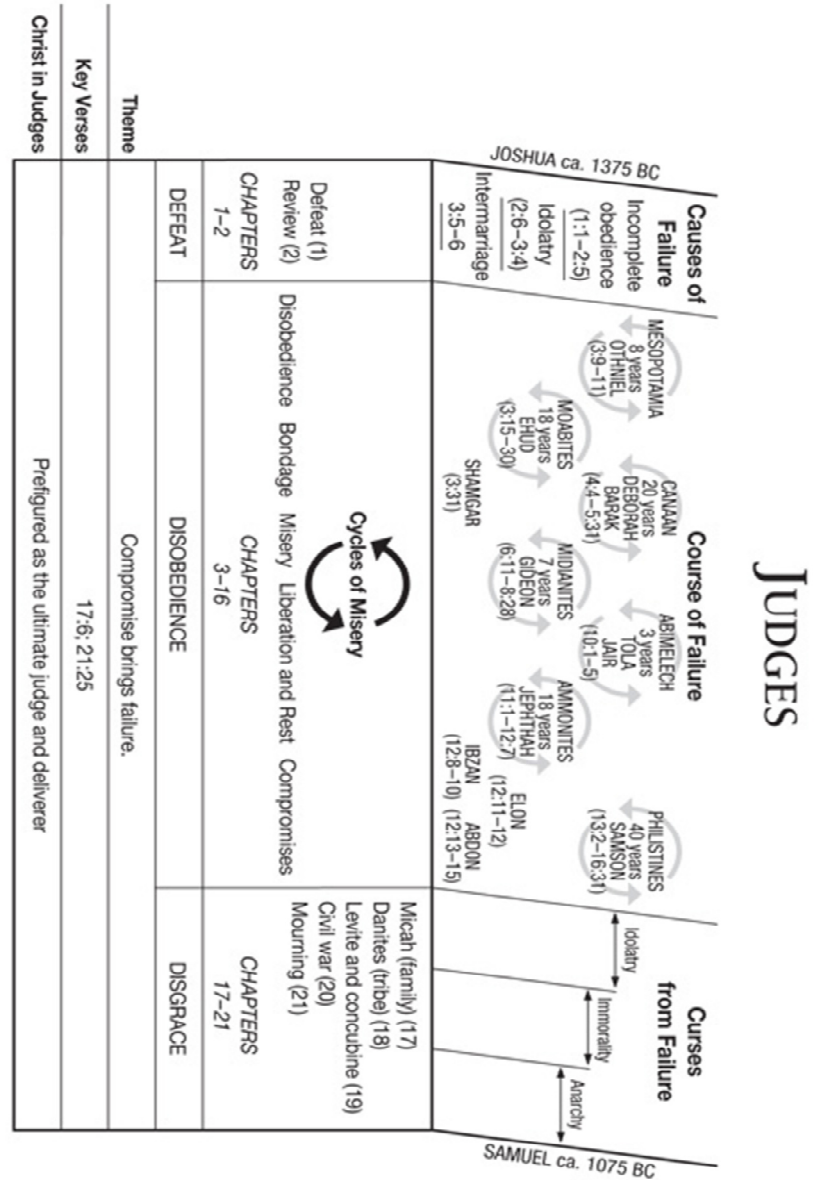 JUDGES
Causes of
Failure
Incomplete
obedience
(1:1–2:5)
Idolatry
(2:6–3:4)
Intermarriage
3:5–6
JOSHUA ca. 1375 BC
Course of Failure
MESOPOTAMIA
8 years
OTHNIEL
(3:9–11)
MOABITES
18 years
EHUD
(3:15–30)
SHAMGAR
(3:31)
CANAAN
20 years
DEBORAH
BARAK
(4:4–5:31)
MIDIANITES
7 years
GIDEON
(6:11–8:28)
ABIMELECH
3 years
TOLA
JAIR
(10:1–5)
AMMONITES
18 years
JEPHTHAH
(11:1–12:7)
IBZAN
(12:8–10)
ELON
(12:11–12)
ABDON
(12:13–15)
PHILISTINES
40 years
SAMSON
(13:2–16:31)
Curses
from Failure
Idolatry
Immorality
Anarchy
SAMUEL ca. 1075 BC
Defeat (1)
Review (2)
CHAPTERS
1–2
Cycles of Misery
Disobedience Bondage Misery Liberation and Rest Compromises
CHAPTERS
3–16
Micah (family) (17)
Danites (tribe) (18)
Levite and concubine (19)
Civil war (20)
Mourning (21)
CHAPTERS
17–21
DEFEAT DISOBEDIENCE DISGRACE
Theme Compromise brings failure.
Key Verses 17:6; 21:25
Christ in Judges Prefigured as the ultimate judge and deliverer